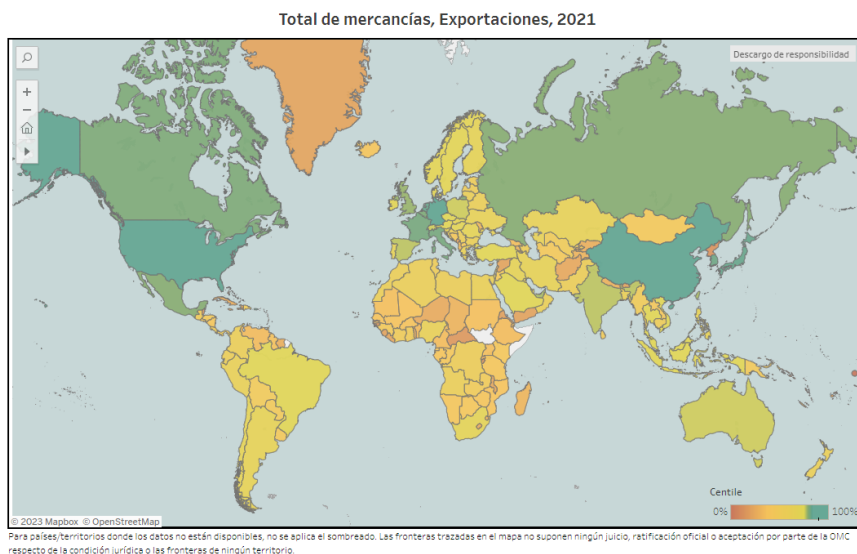 Total de mercancías, Exportaciones, 2021
Descargo de responsabilidad
Centile
0%
100%
© 2023 Mapbox © OpenStreetMap
Para países/territorios donde los datos no están disponibles, no se aplica el sombreado. Las fronteras trazadas en el mapa no suponen ningún juicio, ratificación oficial o aceptación por parte de la OMC
respecto de la condición jurídica o las fronteras de ningún territorio.